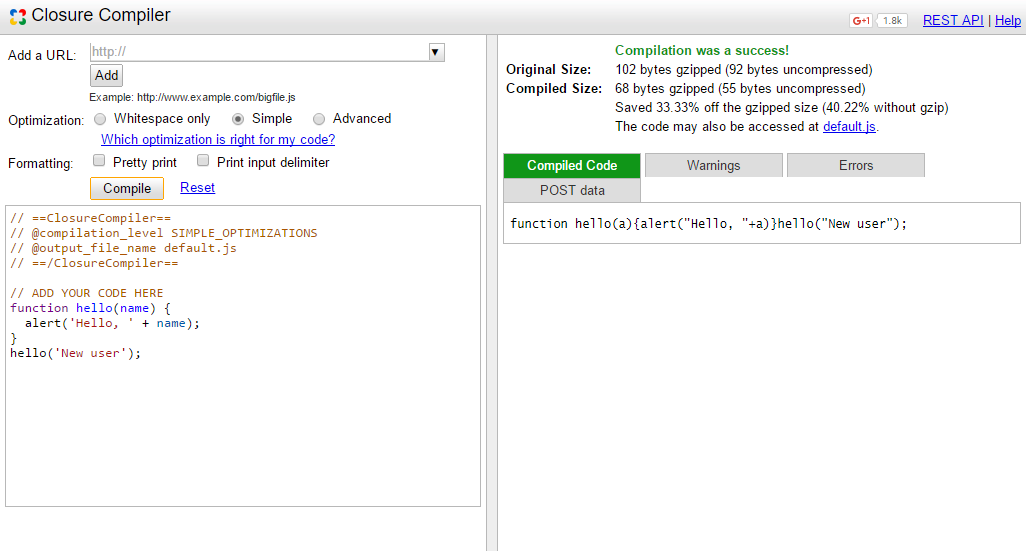 Closure Compiler
G+1 1.8k REST API | Help
Add a URL: http://
Add
Example: http://www.example.com/bigfile.js
Optimization: Whitespace only Simple Advanced
Which optimization is right for my code?
Formatting: Pretty print Print input delimiter
Compile Reset
// ==ClosureCompiler==
// @compilation_level SIMPLE_OPTIMIZATIONS
// @output_file_name default.js
// ==/ClosureCompiler==
// ADD YOUR CODE HERE
function hello(name) {
  alert('Hello, ' + name);
}
hello('New user');
Compilation was a success!
Original Size: 102 bytes gzipped (92 bytes uncompressed)
Compiled Size: 68 bytes gzipped (55 bytes uncompressed)
Saved 33.33% off the gzipped size (40.22% without gzip)
The code may also be accessed at default.js.
Compiled Code Warnings Errors
POST data
function hello(a){alert("Hello, "+a)}hello("New user");